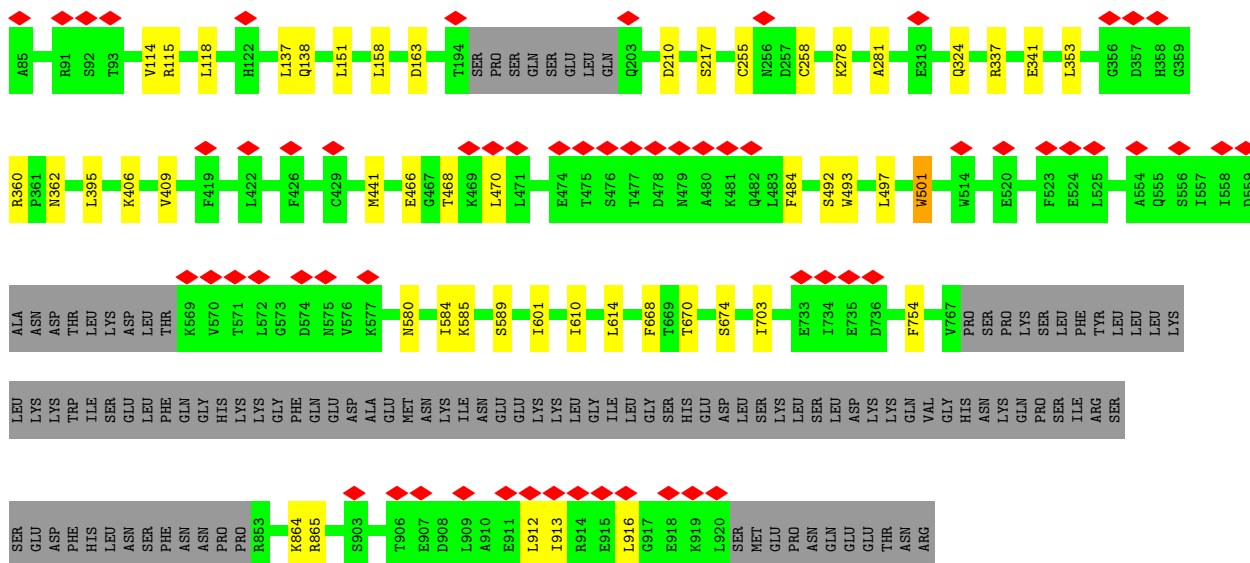 A85 R91 S92 T93 V114 R115 L118 H122 L137 Q138 L151 L158 D163 T194 SER PRO SER GLN SER GLU LEU GLN Q203 D210 S217 C255 N256 D257 C258 K278 A281 E313 Q324 R337 E341 L353 G356 D357 H358 G359
R360 P361 N362 L395 K406 V409 F419 L422 F426 C429 M441 E466 G467 T468 K469 L470 L471 E474 T475 S476 T477 D478 N479 A480 K481 Q482 L483 F484 S492 W493 L497 W501 W514 E520 F523 E524 L525 A554 Q555 S556 I557 I558 D559
ALA ASN ASP THR LEU LYS ASP LEU THR K569 V570 T571 L572 G573 D574 N575 V576 K577 N580 I584 K585 S589 I601 I610 L614 F668 T669 T670 S674 I703 E733 I734 E735 D736 F754 V767 PRO SER PRO LYS SER LEU PHE TYR LEU LEU LEU LYS
LEU LYS LYS TRP ILE SER GLU LEU PHE GLN GLY HIS LYS LYS GLY PHE GLN GLU ASP ALA GLU MET ASN LYS ILE ASN GLU GLU LYS LYS LEU GLY ILE LEU GLY SER HIS GLU ASP LEU SER LYS LEU SER LEU ASP LYS LYS GLN VAL GLY HIS ASN LYS GLN PRO SER ILE ARG SER
SER GLU ASP PHE HIS LEU ASN SER PHE ASN ASN PRO PRO R853 K864 R865 S903 T906 E907 D908 L909 A910 E911 L912 I913 R914 E915 L916 G917 E918 K919 L920 SER MET GLU PRO ASN GLN GLU GLU THR ASN ARG